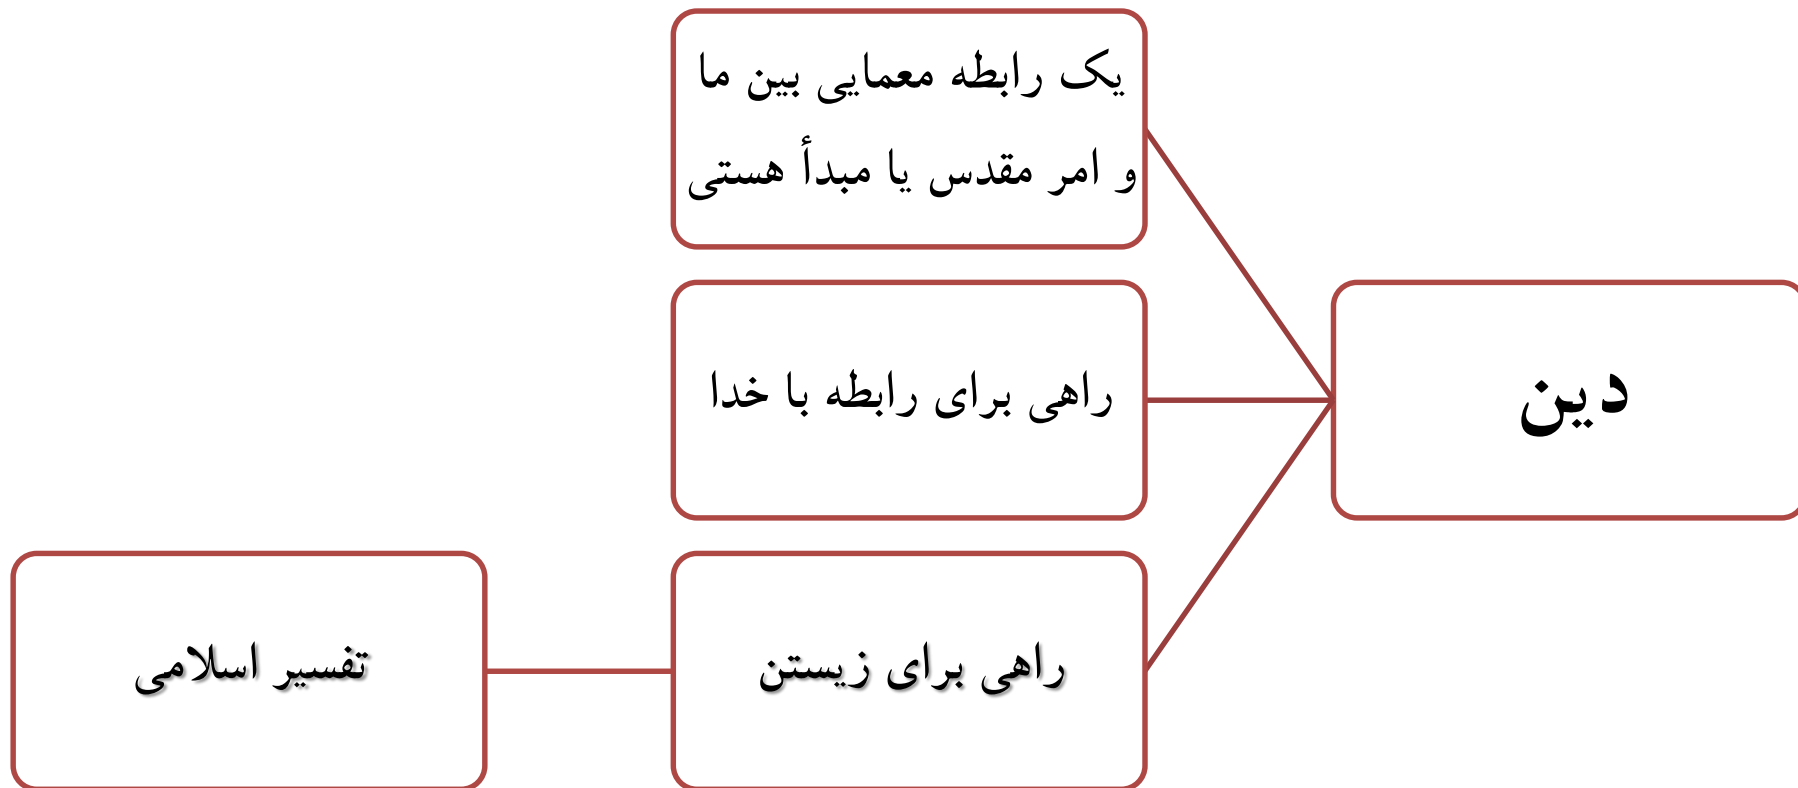 دین
یک رابطه معمایی بین ما
و امر مقدس یا مبدأ هستی
راهی برای رابطه با خدا
راهی برای زیستن
تفسیر اسلامی